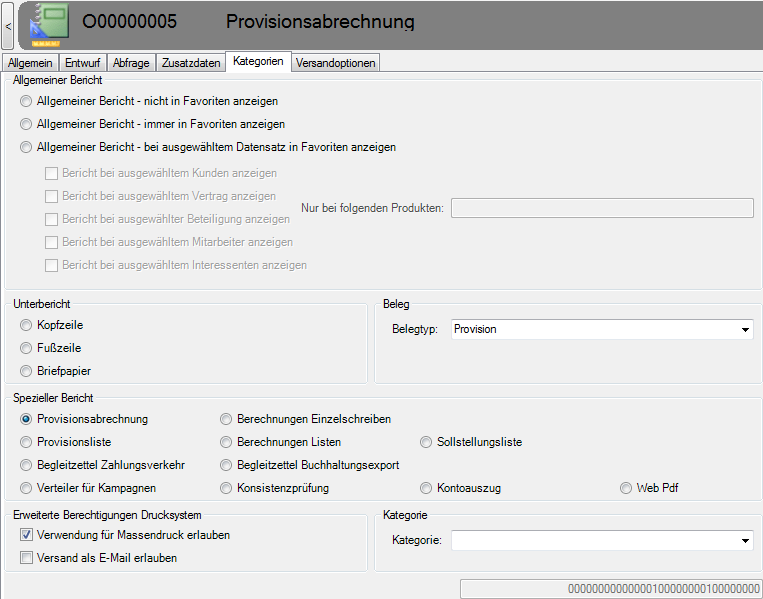 < O00000005 Provisionsabrechnung
Allgemein Entwurf Abfrage Zusatzdaten Kategorien Versandoptionen
Allgemeiner Bericht
Allgemeiner Bericht - nicht in Favoriten anzeigen
Allgemeiner Bericht - immer in Favoriten anzeigen
Allgemeiner Bericht - bei ausgewähltem Datensatz in Favoriten anzeigen
Bericht bei ausgewähltem Kunden anzeigen
Bericht bei ausgewähltem Vertrag anzeigen
Nur bei folgenden Produkten:
Bericht bei ausgewählter Beteiligung anzeigen
Bericht bei ausgewähltem Mitarbeiter anzeigen
Bericht bei ausgewähltem Interessenten anzeigen
Unterbericht
Kopfzeile
Fußzeile
Briefpapier
Beleg
Belegtyp: Provision
Spezieller Bericht
Provisionsabrechnung Berechnungen Einzelschreiben
Provisionsliste Berechnungen Listen Sollstellungsliste
Begleitzettel Zahlungsverkehr Begleitzettel Buchhaltungsexport
Verteiler für Kampagnen Konsistenzprüfung Kontoauszug Web Pdf
Erweiterte Berechtigungen Drucksystem
Verwendung für Massendruck erlauben
Versand als E-Mail erlauben
Kategorie
Kategorie: